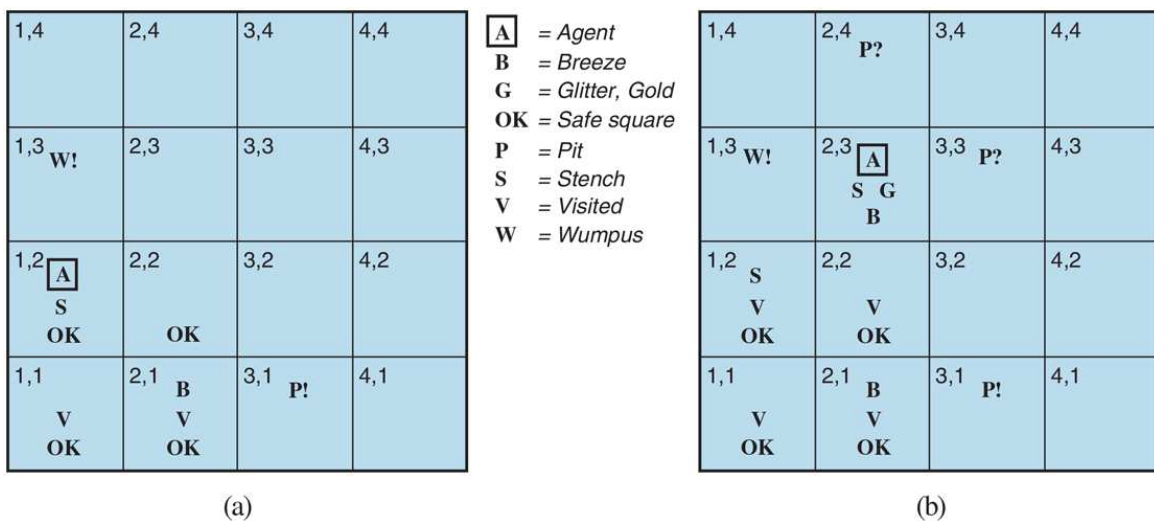 1,4 2,4 3,4 4,4
1,3 W! 2,3 3,3 4,3
1,2 A 2,2 3,2 4,2
S
OK OK
1,1 2,1 B 3,1 P! 4,1
V V
OK OK
(a)
A = Agent
B = Breeze
G = Glitter, Gold
OK = Safe square
P = Pit
S = Stench
V = Visited
W = Wumpus
1,4 2,4 P? 3,4 4,4
1,3 W! 2,3 A 3,3 P? 4,3
S G
B
1,2 S 2,2 3,2 4,2
V V
OK OK
1,1 2,1 B 3,1 P! 4,1
V V
OK OK
(b)